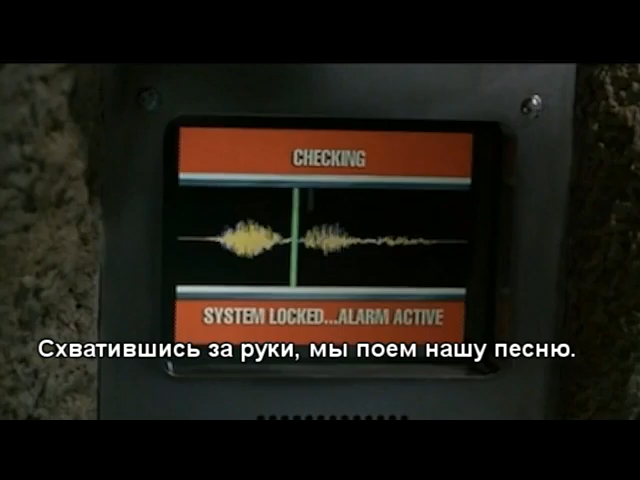 CHECKING
SYSTEM LOCKED...ALARM ACTIVE
Схватившись за руки, мы поем нашу песню.